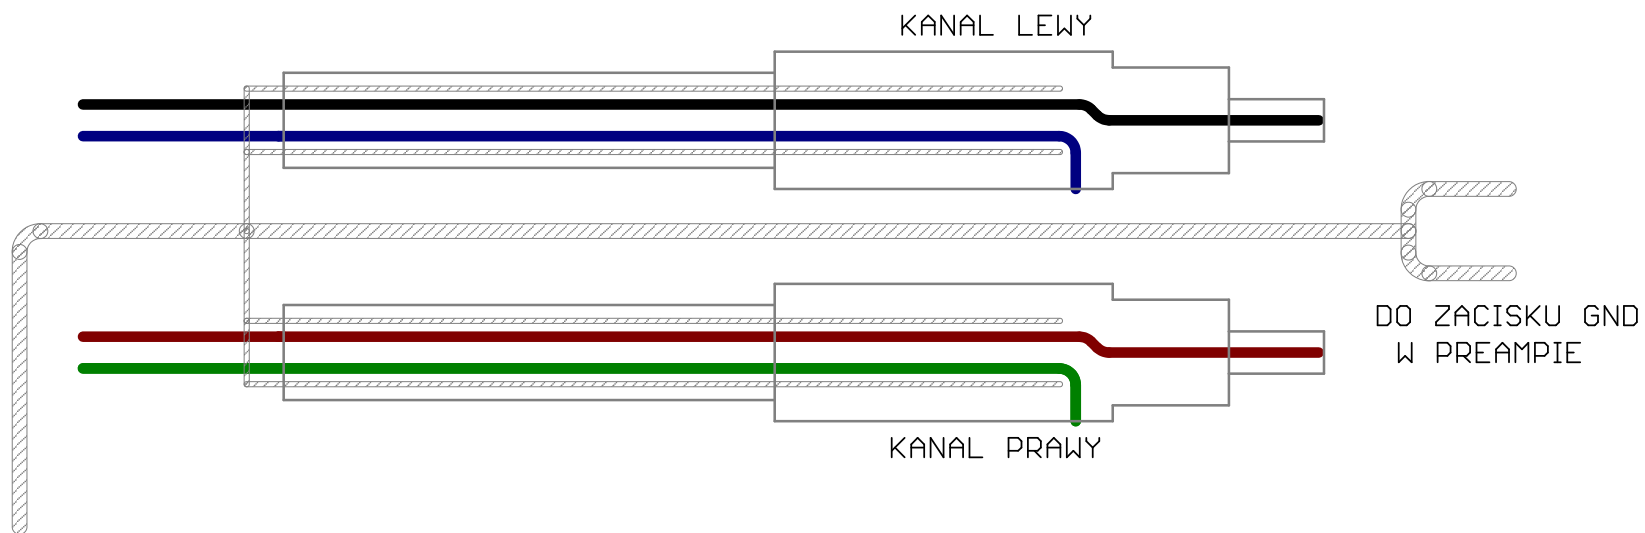 KANAL LEWY
DO ZACISKU GND
W PREAMPIE
KANAL PRAWY